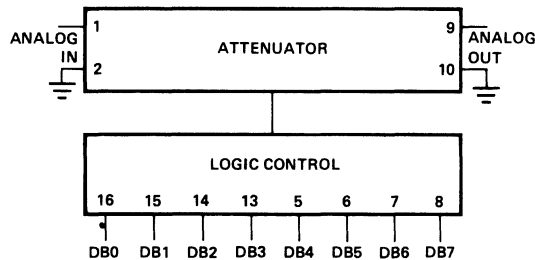 1 9
ANALOG IN ATTENUATOR ANALOG OUT
2 10
LOGIC CONTROL
16 15 14 13 5 6 7 8
DB0 DB1 DB2 DB3 DB4 DB5 DB6 DB7